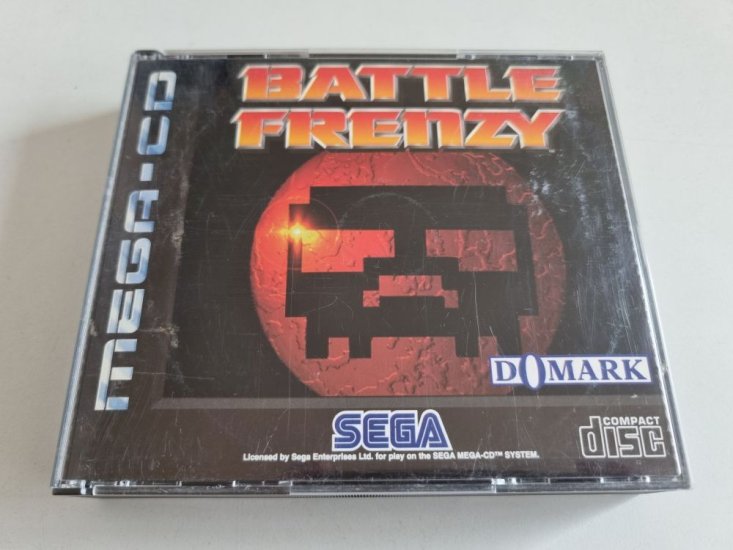 BATTLE
FRENZY
MEGA-CD
DOMARK
SEGA
COMPACT
disc
Licensed by Sega Enterprises Ltd. for play on the SEGA MEGA-CD™ SYSTEM.